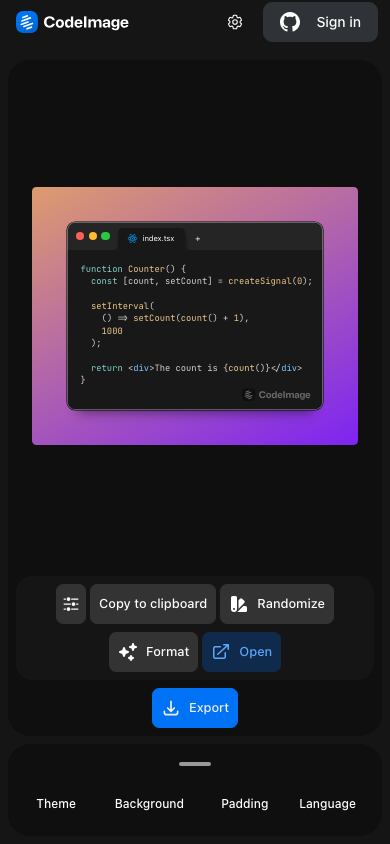 CodeImage
Sign in
index.tsx
+
function Counter() {
const [count, setCount] = createSignal(0);
setInterval(
() => setCount(count() + 1),
1000
);
return <div>The count is {count()}</div>
}
CodeImage
Copy to clipboard
Randomize
Format
Open
Export
Theme
Background
Padding
Language